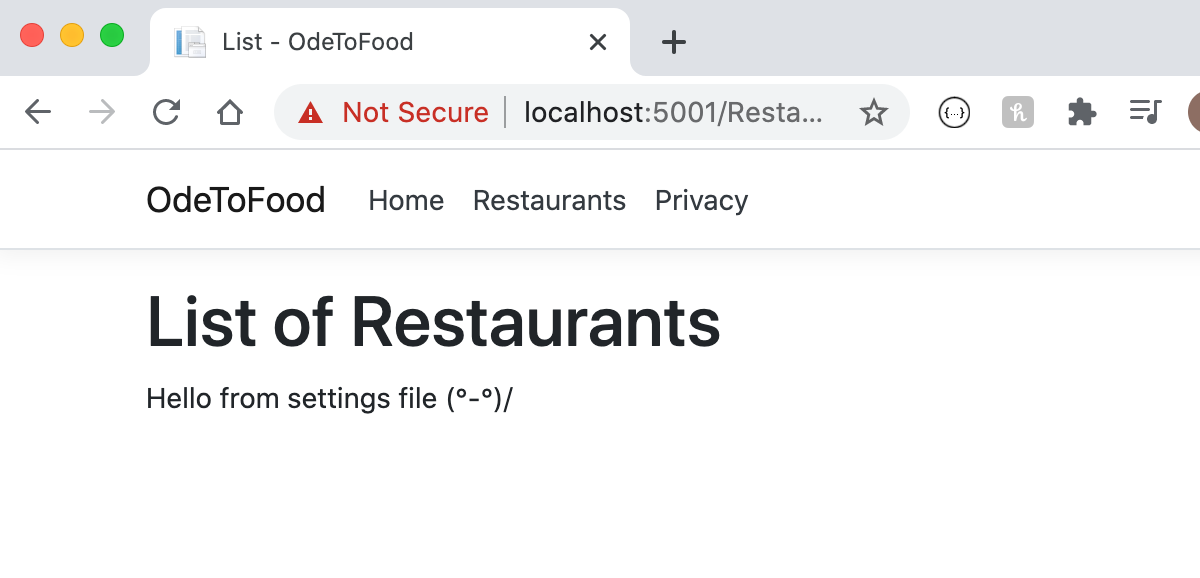 List - OdeToFood
Not Secure localhost:5001/Resta...
OdeToFood Home Restaurants Privacy
List of Restaurants
Hello from settings file (°-°)/